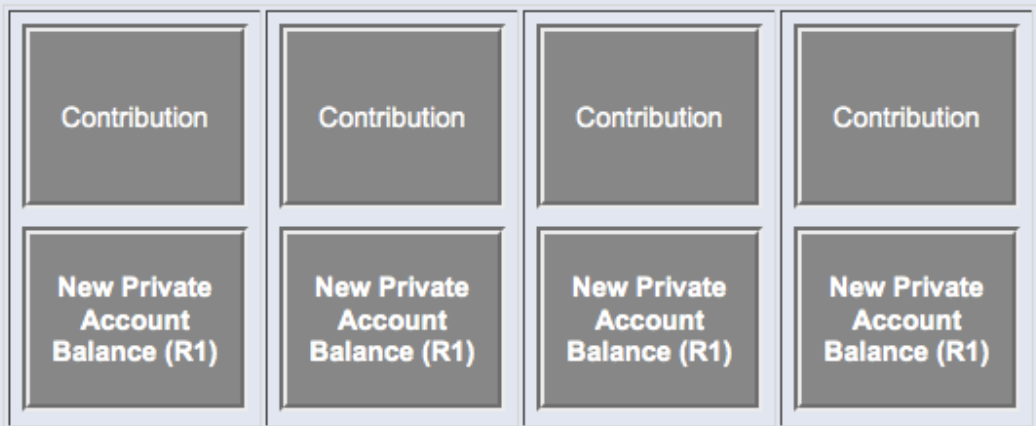 Contribution
Contribution
Contribution
Contribution
New Private
Account
Balance (R1)
New Private
Account
Balance (R1)
New Private
Account
Balance (R1)
New Private
Account
Balance (R1)